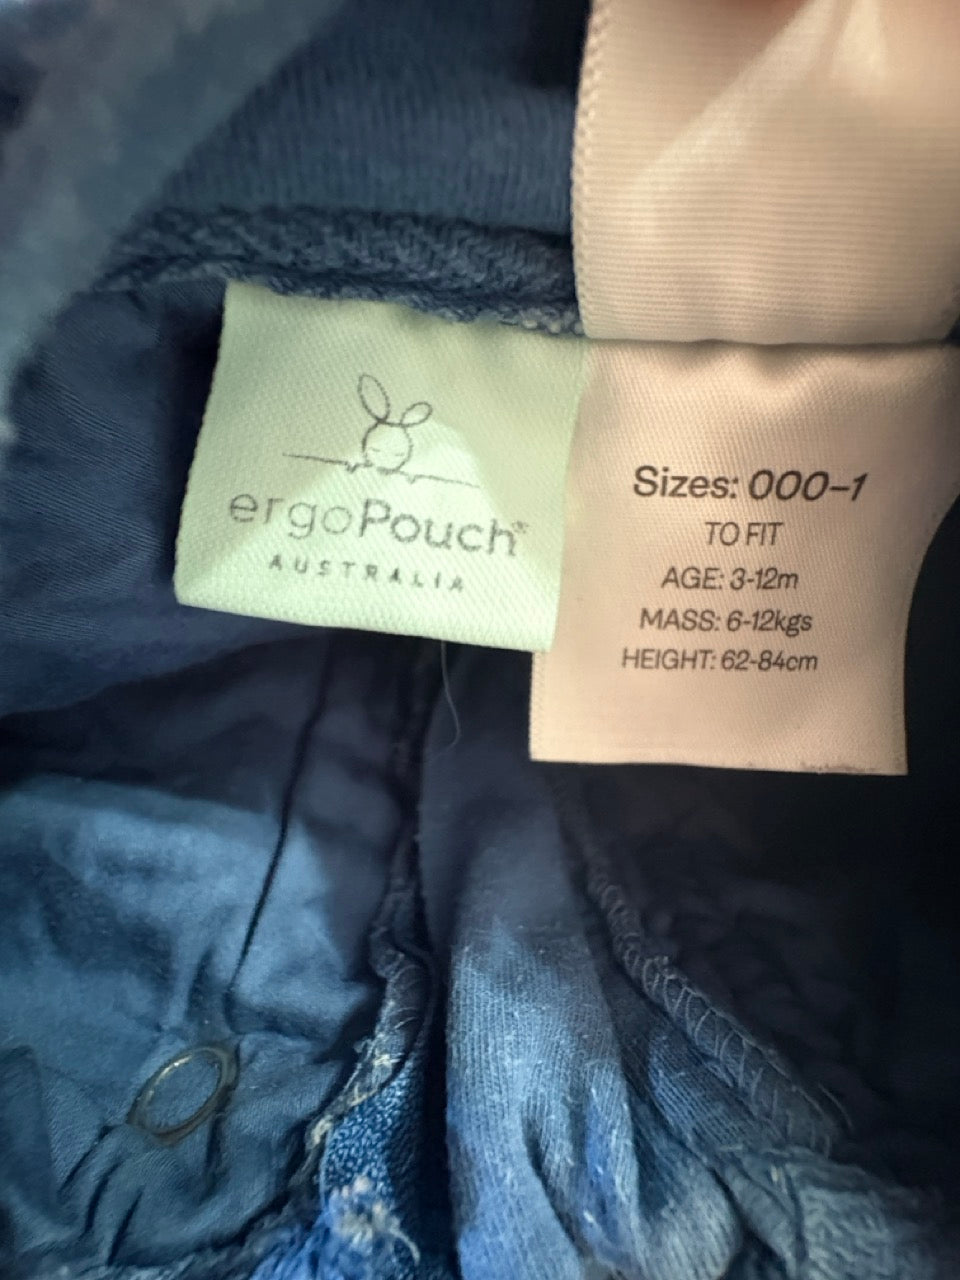 ergoPouch®
AUSTRALIA
Sizes: 000-1
TO FIT
AGE: 3-12m
MASS: 6-12kgs
HEIGHT: 62-84cm